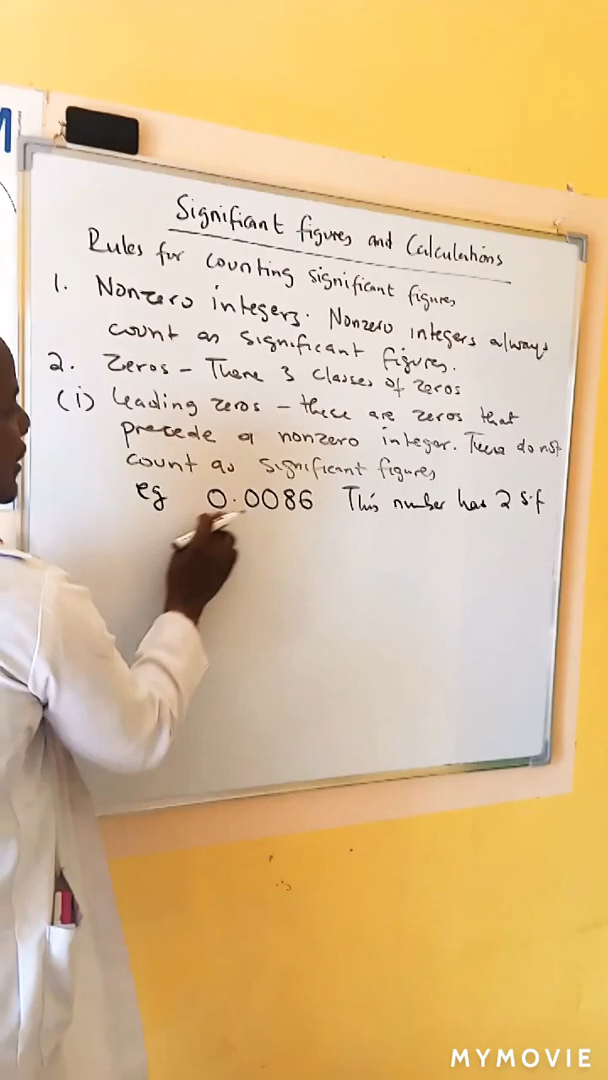 Significant figures and Calculations
Rules for counting significant figures
1. Nonzero integers. Nonzero integers always
count as significant figures.
2. Zeros - There 3 classes of zeros
(i) Leading zeros - these are zeros that
precede a nonzero integer. These do not
count as significant figures
eg 0.0086 This number has 2 s.f
MYMOVIE